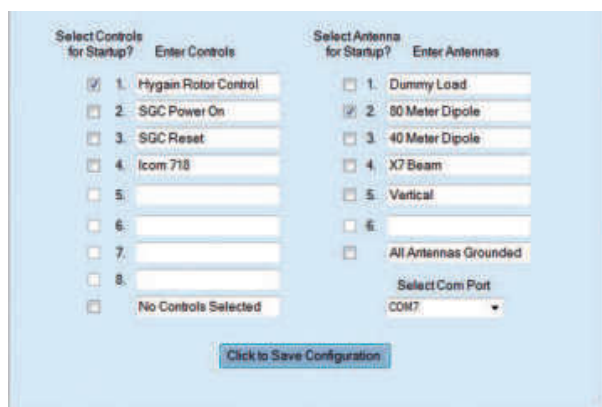 Select Controls
for Startup? Enter Controls
1. Hygain Rotor Control
2. SGC Power On
3. SGC Reset
4. Icom 718
5.
6.
7.
8.
No Controls Selected
Select Antenna
for Startup? Enter Antennas
1. Dummy Load
2. 80 Meter Dipole
3. 40 Meter Dipole
4. X7 Beam
5. Vertical
6.
All Antennas Grounded
Select Com Port
COM7
Click to Save Configuration